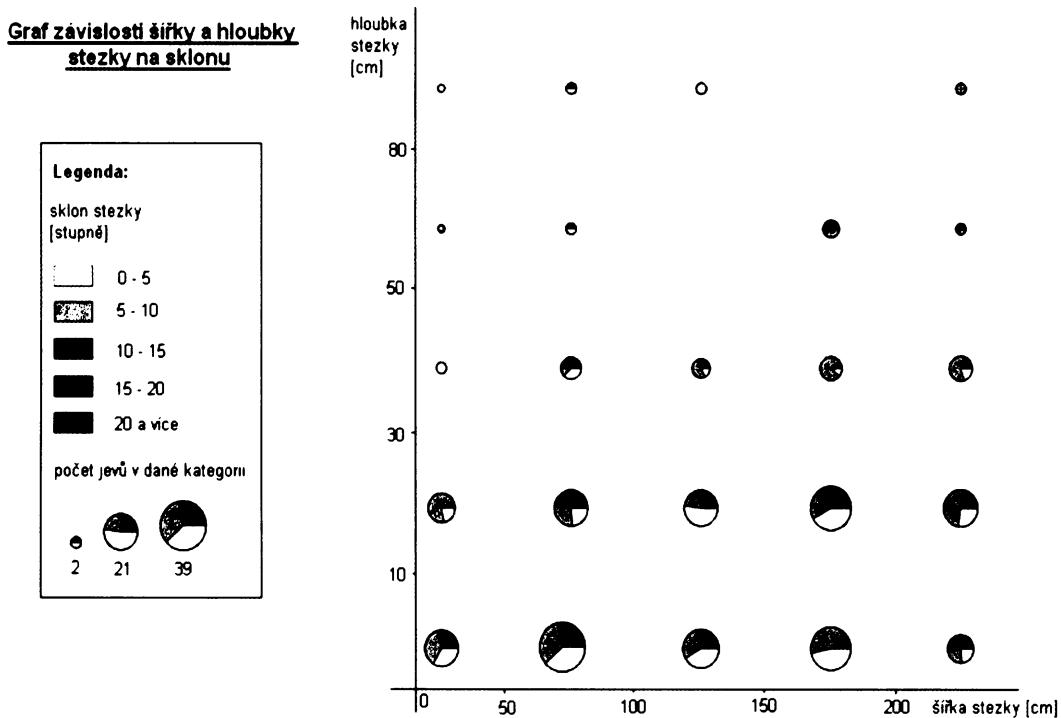 Graf závislosti šířky a hloubky
stezky na sklonu
Legenda:
sklon stezky
[stupně]
0 - 5
5 - 10
10 - 15
15 - 20
20 a více
počet jevů v dané kategorii
2 21 39
hloubka
stezky
[cm]
80
50
30
10
0 50 100 150 200 šířka stezky [cm]